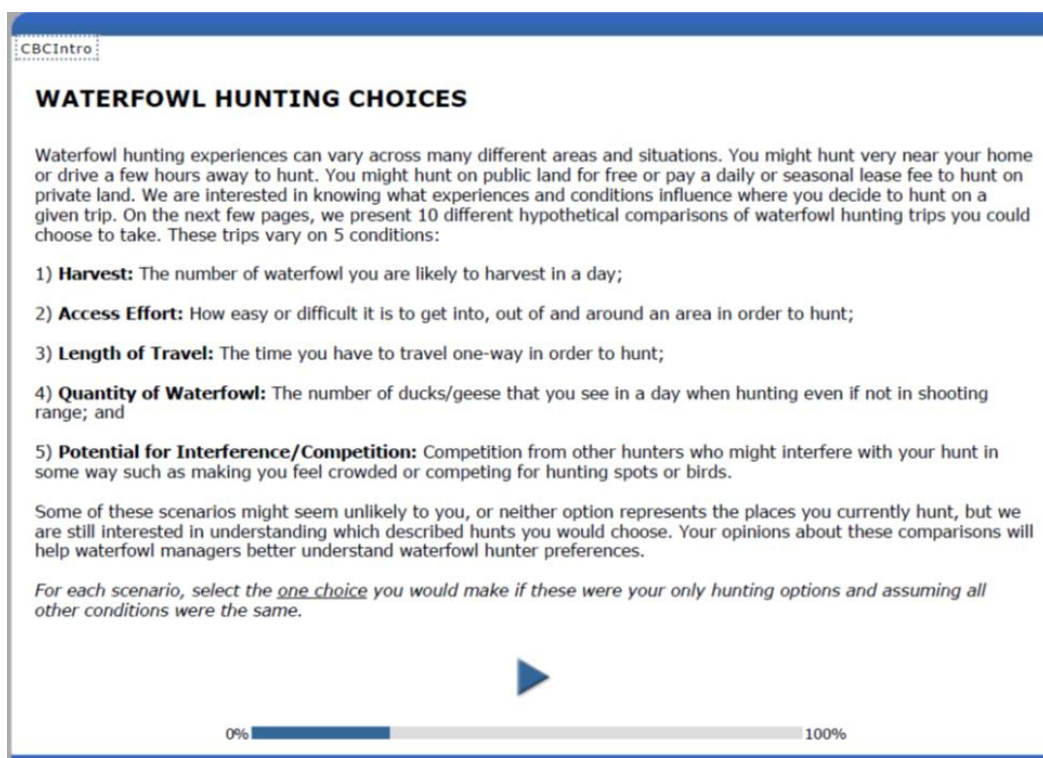 CBCIntro
WATERFOWL HUNTING CHOICES
Waterfowl hunting experiences can vary across many different areas and situations. You might hunt very near your home
or drive a few hours away to hunt. You might hunt on public land for free or pay a daily or seasonal lease fee to hunt on
private land. We are interested in knowing what experiences and conditions influence where you decide to hunt on a
given trip. On the next few pages, we present 10 different hypothetical comparisons of waterfowl hunting trips you could
choose to take. These trips vary on 5 conditions:
1) Harvest: The number of waterfowl you are likely to harvest in a day;
2) Access Effort: How easy or difficult it is to get into, out of and around an area in order to hunt;
3) Length of Travel: The time you have to travel one-way in order to hunt;
4) Quantity of Waterfowl: The number of ducks/geese that you see in a day when hunting even if not in shooting
range; and
5) Potential for Interference/Competition: Competition from other hunters who might interfere with your hunt in
some way such as making you feel crowded or competing for hunting spots or birds.
Some of these scenarios might seem unlikely to you, or neither option represents the places you currently hunt, but we
are still interested in understanding which described hunts you would choose. Your opinions about these comparisons will
help waterfowl managers better understand waterfowl hunter preferences.
For each scenario, select the one choice you would make if these were your only hunting options and assuming all
other conditions were the same.
0% 100%